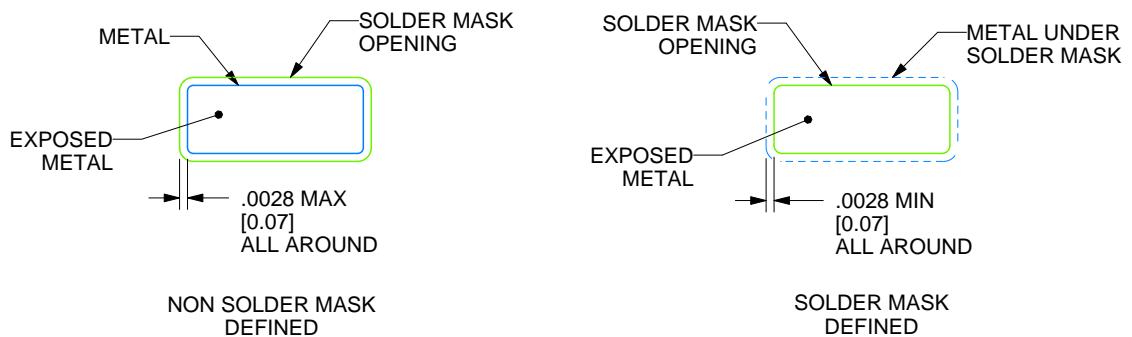 METAL
SOLDER MASK
OPENING
EXPOSED
METAL
.0028 MAX
[0.07]
ALL AROUND
NON SOLDER MASK
DEFINED
SOLDER MASK
OPENING
METAL UNDER
SOLDER MASK
EXPOSED
METAL
.0028 MIN
[0.07]
ALL AROUND
SOLDER MASK
DEFINED